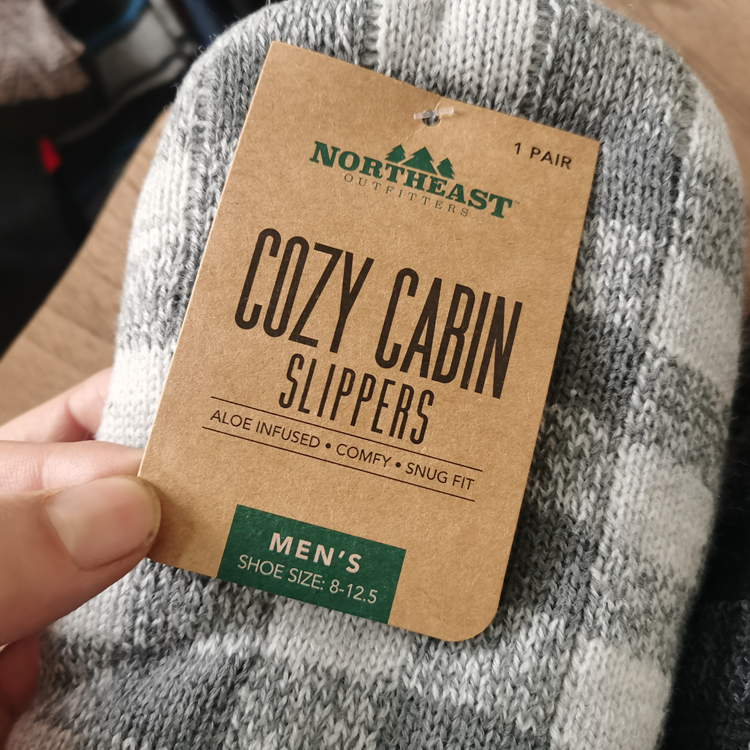 1 PAIR
NORTHEAST
OUTFITTERS
COZY CABIN
SLIPPERS
ALOE INFUSED • COMFY • SNUG FIT
MEN'S
SHOE SIZE: 8-12.5